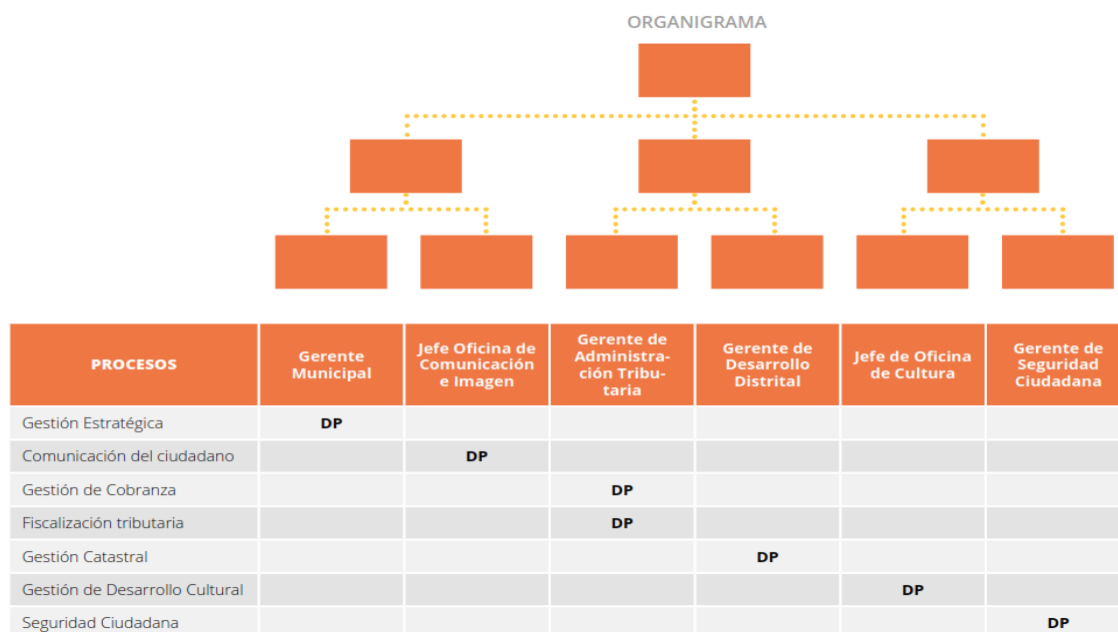 ORGANIGRAMA
PROCESOS
Gerente
Municipal
Jefe Oficina de
Comunicación
e Imagen
Gerente de
Administra-
ción Tribu-
taria
Gerente de
Desarrollo
Distrital
Jefe de Oficina
de Cultura
Gerente de
Seguridad
Ciudadana
Gestión Estratégica DP
Comunicación del ciudadano DP
Gestión de Cobranza DP
Fiscalización tributaria DP
Gestión Catastral DP
Gestión de Desarrollo Cultural DP
Seguridad Ciudadana DP